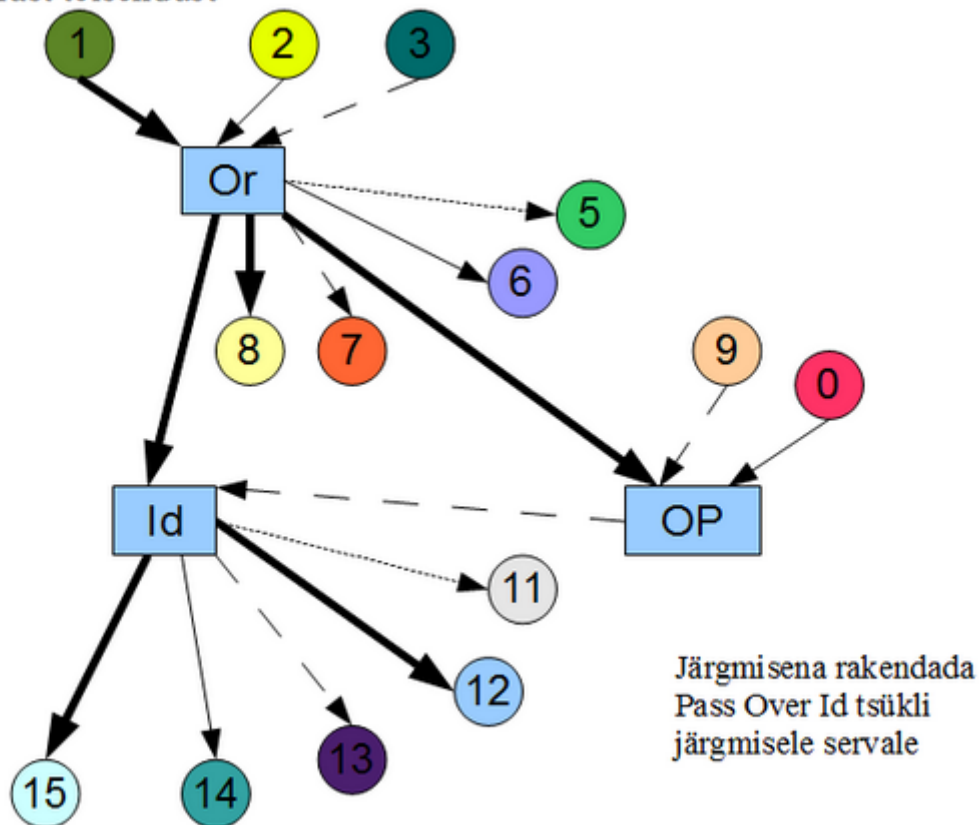 1 2 3
Or
5
6
8 7 9 0
Id OP
11
12
13
15 14
Järgmisena rakendada
Pass Over Id tsükli
järgmisele servale